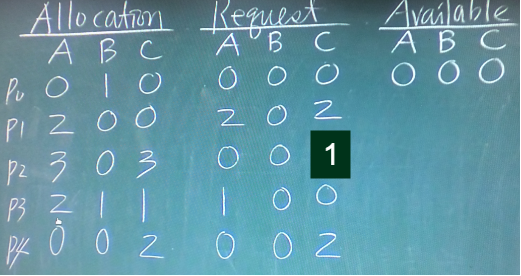 Allocation Request Available
A B C A B C A B C
P0 0 1 0 0 0 0 0 0 0
P1 2 0 0 2 0 2
P2 3 0 3 0 0 1
P3 2 1 1 1 0 0
P4 0 0 2 0 0 2